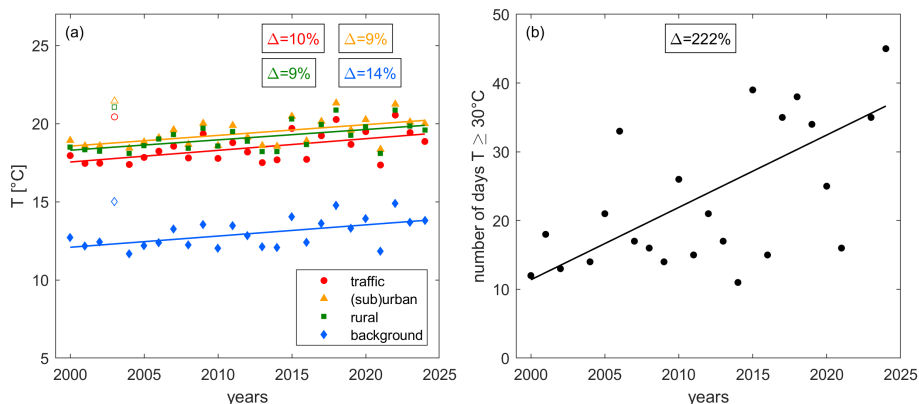 (a)
Δ=10%
Δ=9%
Δ=9%
Δ=14%
25
20
15
10
5
T [°C]
2000
2005
2010
2015
2020
2025
years
traffic
(sub)urban
rural
background
(b)
Δ=222%
60
50
40
30
20
10
0
number of days T ≥ 30°C
2000
2005
2010
2015
2020
2025
years